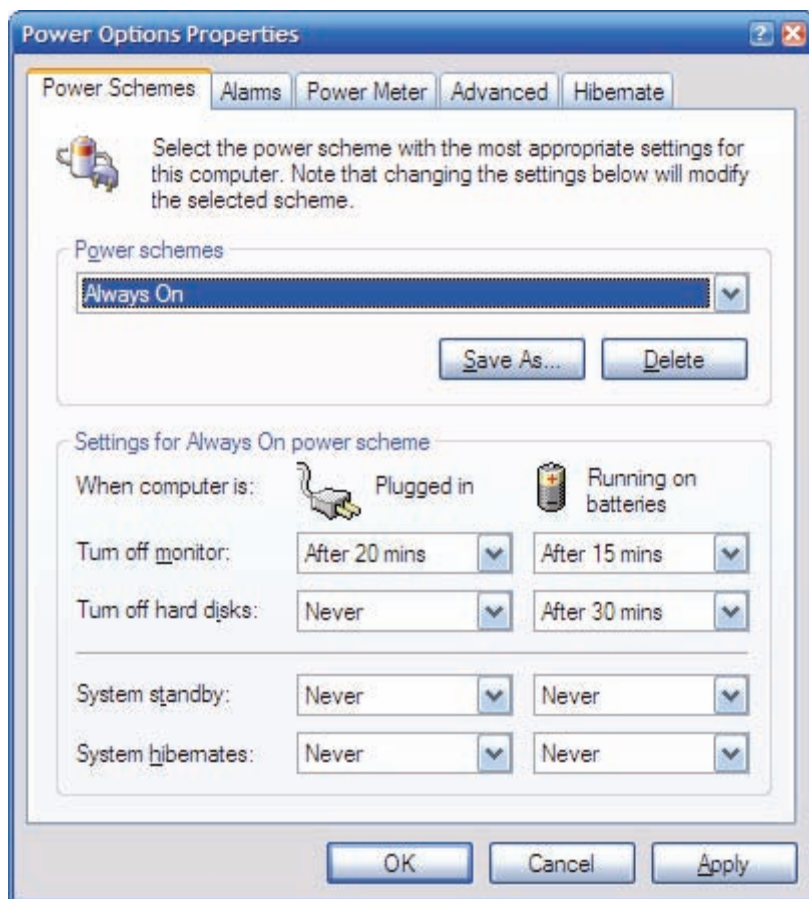 Power Options Properties
Power Schemes Alarms Power Meter Advanced Hibernate
Select the power scheme with the most appropriate settings for
this computer. Note that changing the settings below will modify
the selected scheme.
Power schemes
Always On
Save As... Delete
Settings for Always On power scheme
When computer is: Plugged in Running on
batteries
Turn off monitor: After 20 mins After 15 mins
Turn off hard disks: Never After 30 mins
System standby: Never Never
System hibernates: Never Never
OK Cancel Apply